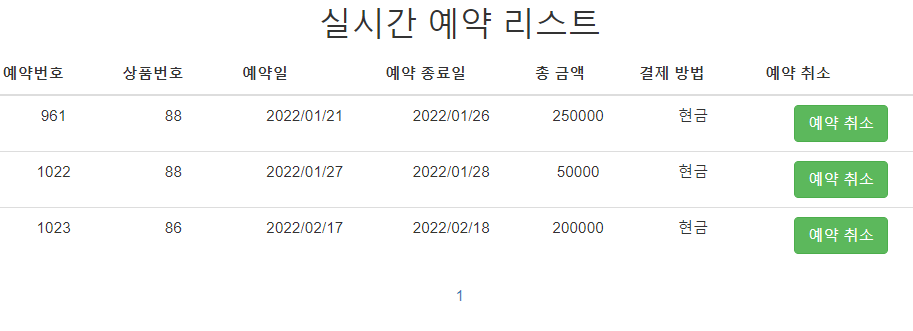 실시간 예약 리스트
예약번호 상품번호 예약일 예약 종료일 총 금액 결제 방법 예약 취소
961 88 2022/01/21 2022/01/26 250000 현금 예약 취소
1022 88 2022/01/27 2022/01/28 50000 현금 예약 취소
1023 86 2022/02/17 2022/02/18 200000 현금 예약 취소
1